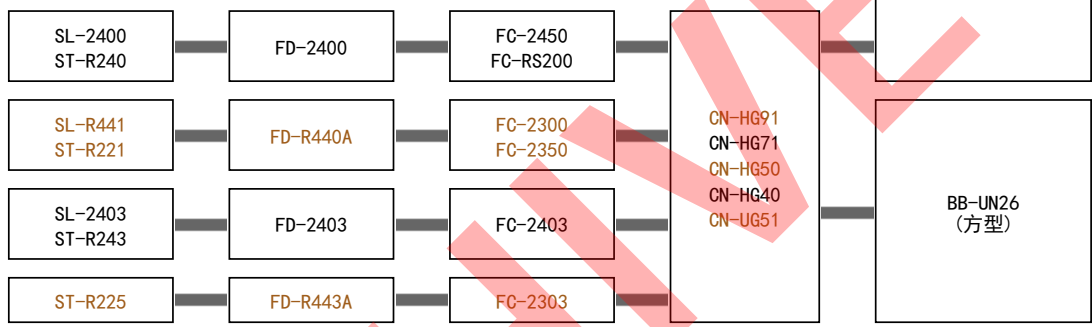 SL-2400
ST-R240
FD-2400
FC-2450
FC-RS200
SL-R441
ST-R221
FD-R440A
FC-2300
FC-2350
SL-2403
ST-R243
FD-2403
FC-2403
ST-R225
FD-R443A
FC-2303
CN-HG91
CN-HG71
CN-HG50
CN-HG40
CN-UG51
BB-UN26
(方型)